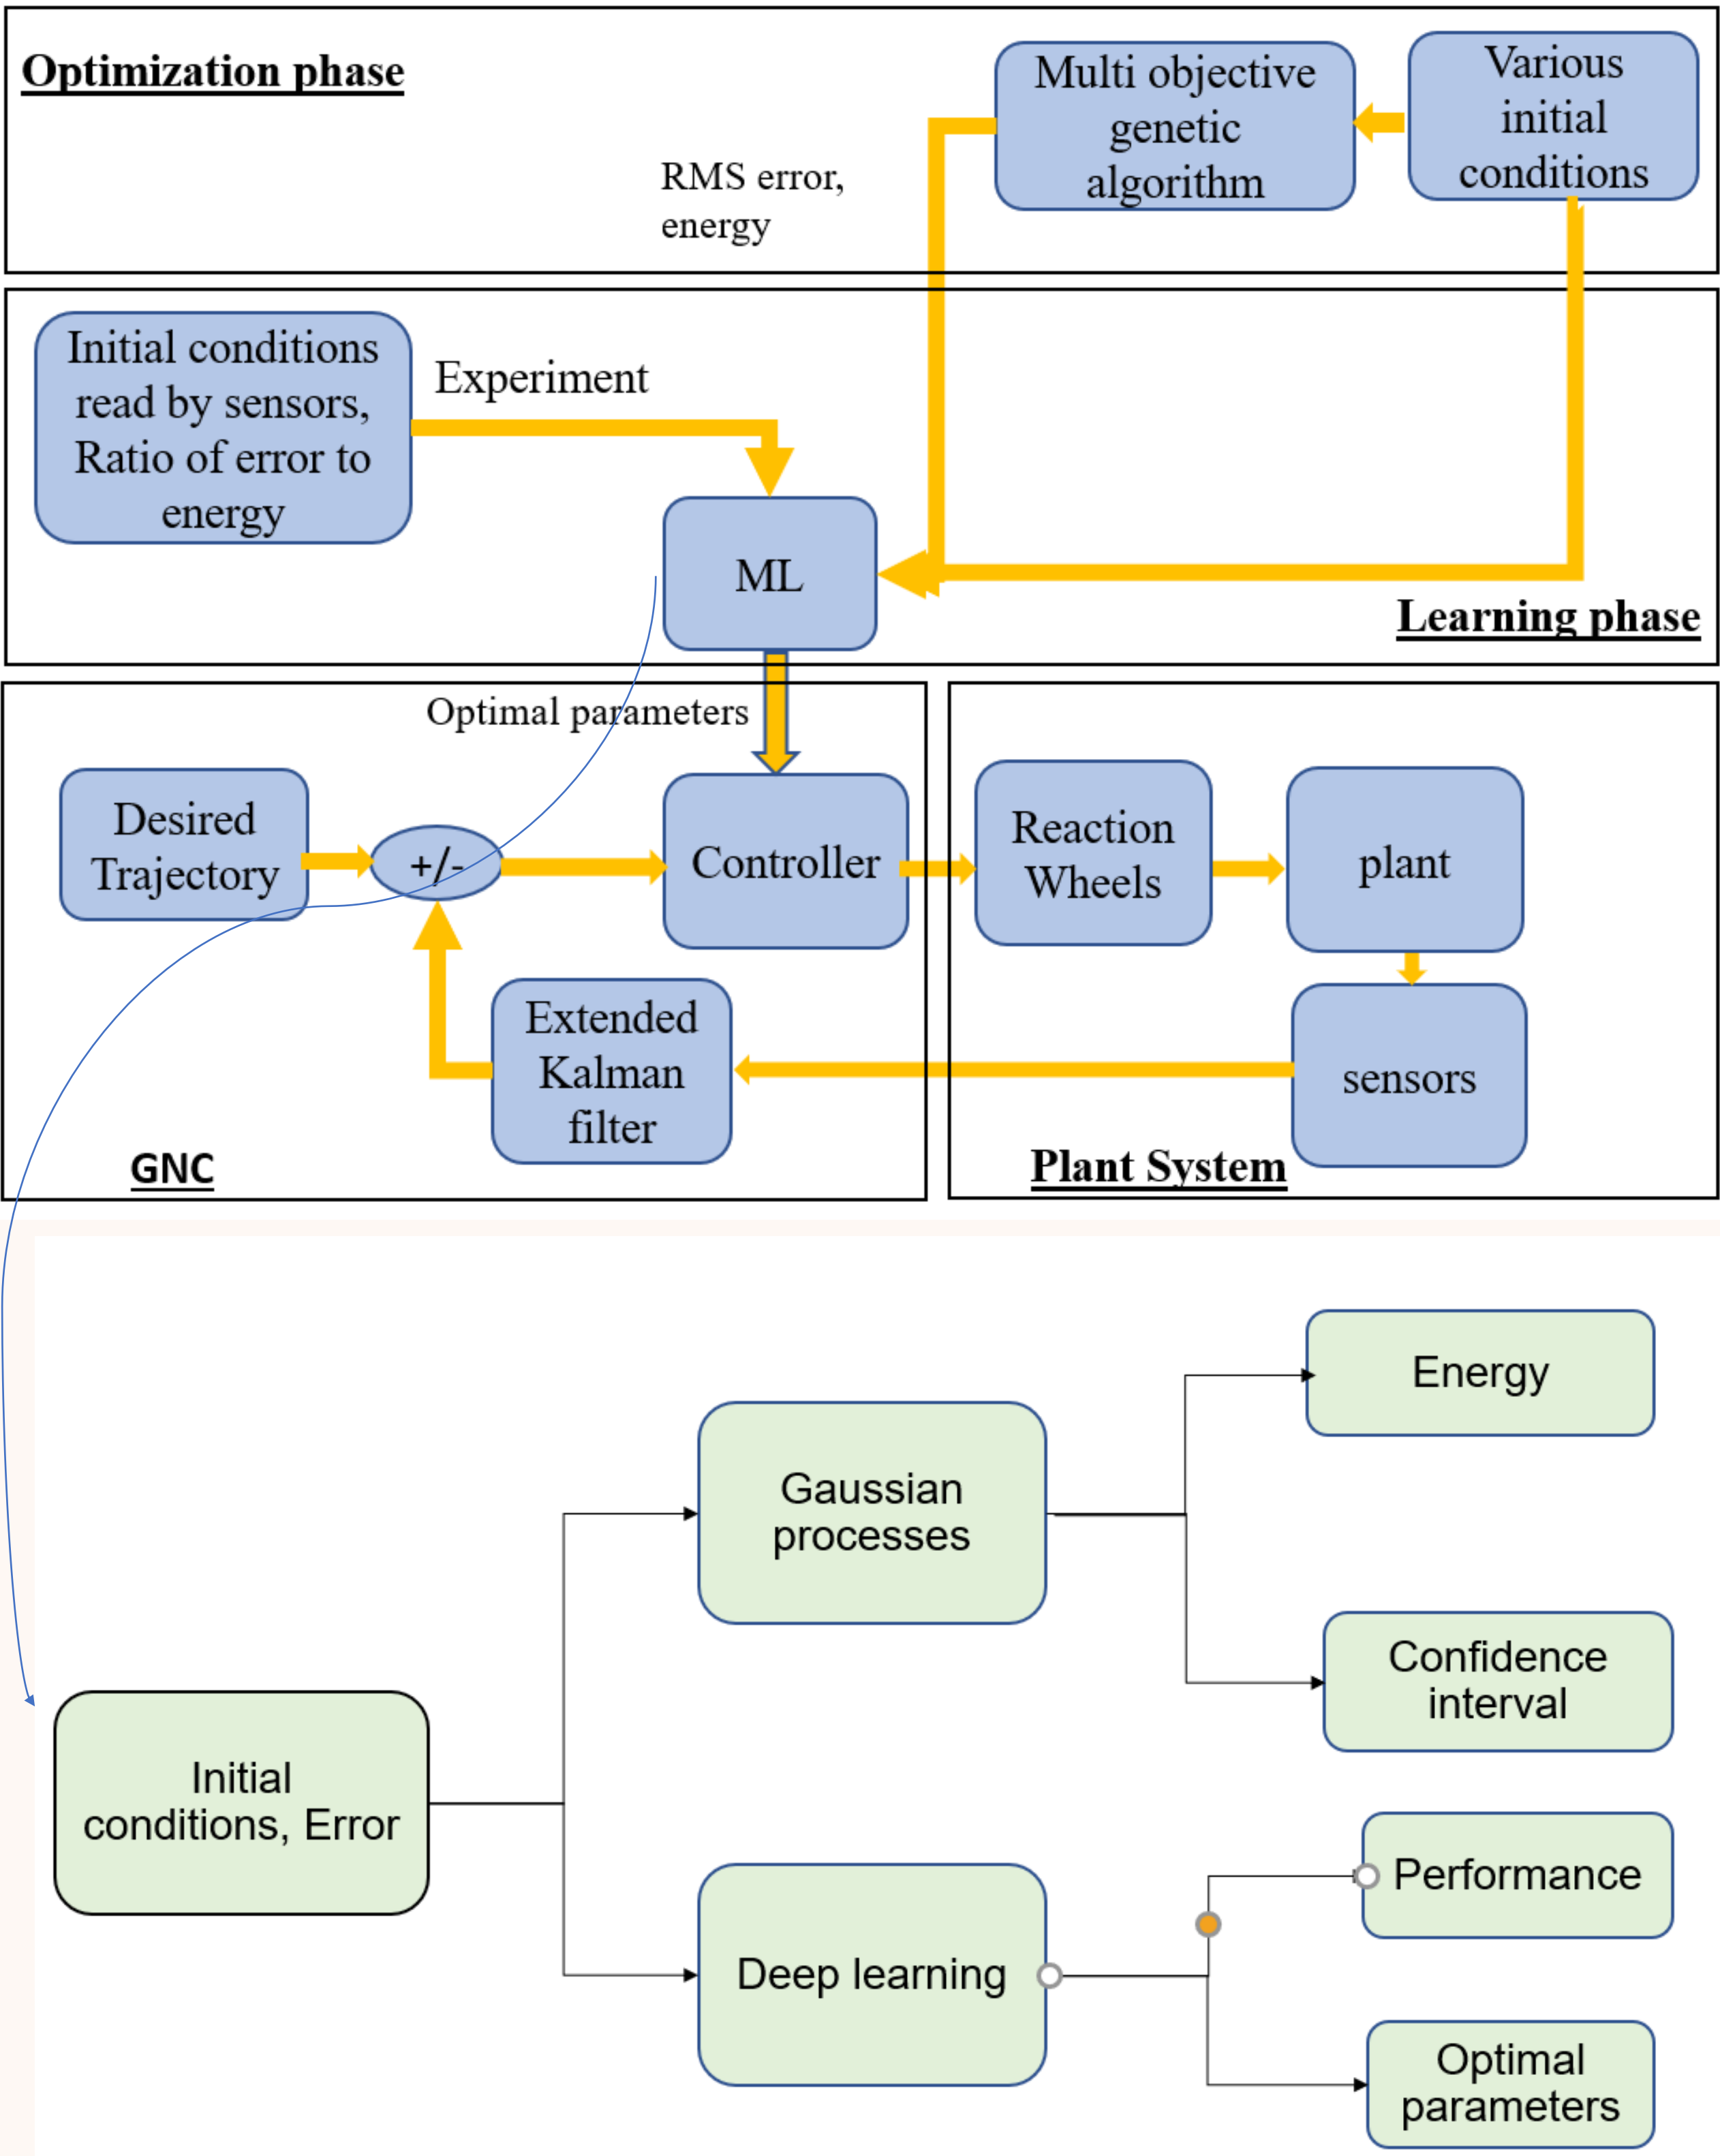 Optimization phase
Multi objective
genetic
algorithm
Various
initial
conditions
RMS error,
energy
Initial conditions
read by sensors,
Ratio of error to
energy
Experiment
ML
Learning phase
Optimal parameters
Desired
Trajectory
+/-
Controller
Reaction
Wheels
plant
Extended
Kalman
filter
sensors
GNC
Plant System
Energy
Gaussian
processes
Confidence
interval
Initial
conditions, Error
Performance
Deep learning
Optimal
parameters